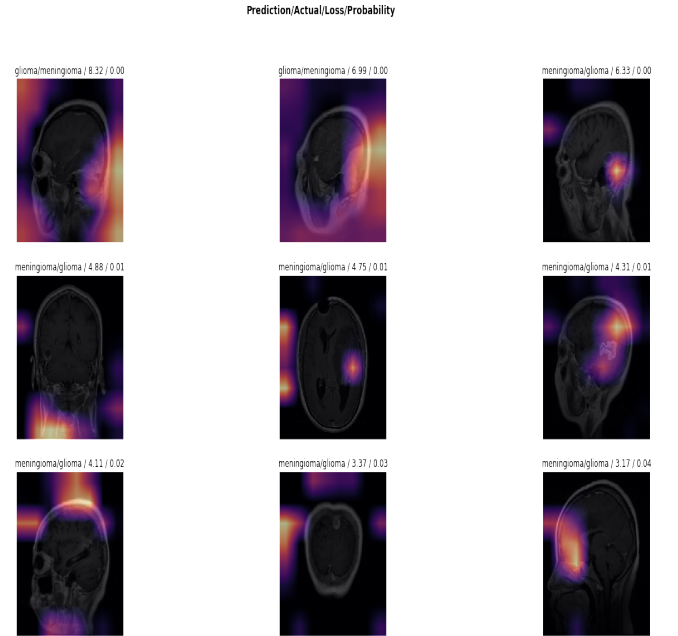 Prediction/Actual/Loss/Probability
glioma/meningioma / 8.32 / 0.00
glioma/meningioma / 6.99 / 0.00
meningioma/glioma / 6.33 / 0.00
meningioma/glioma / 4.88 / 0.01
meningioma/glioma / 4.75 / 0.01
meningioma/glioma / 4.31 / 0.01
meningioma/glioma / 4.11 / 0.02
meningioma/glioma / 3.37 / 0.03
meningioma/glioma / 3.17 / 0.04